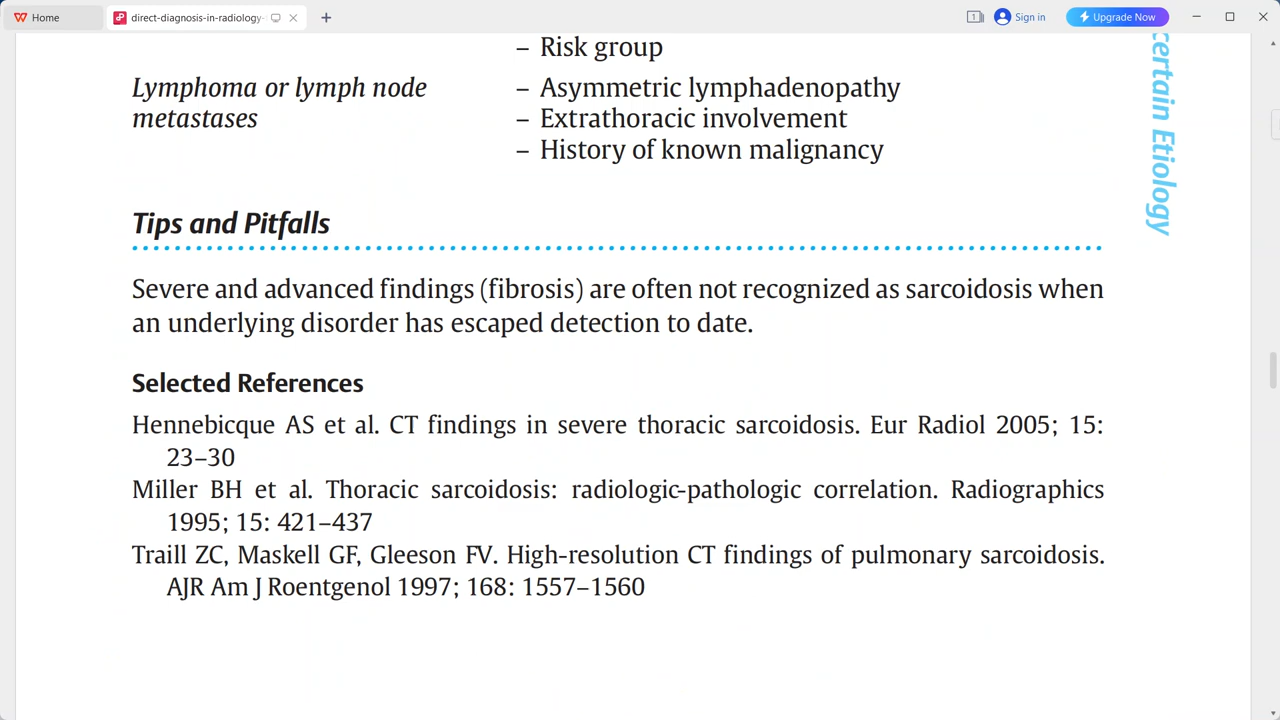 Home
direct-diagnosis-in-radiology-
1
Sign in
Upgrade Now
– Risk group
Lymphoma or lymph node – Asymmetric lymphadenopathy
metastases – Extrathoracic involvement
– History of known malignancy
certain Etiology
Tips and Pitfalls
Severe and advanced findings (fibrosis) are often not recognized as sarcoidosis when
an underlying disorder has escaped detection to date.
Selected References
Hennebicque AS et al. CT findings in severe thoracic sarcoidosis. Eur Radiol 2005; 15:
23–30
Miller BH et al. Thoracic sarcoidosis: radiologic-pathologic correlation. Radiographics
1995; 15: 421–437
Traill ZC, Maskell GF, Gleeson FV. High-resolution CT findings of pulmonary sarcoidosis.
AJR Am J Roentgenol 1997; 168: 1557–1560